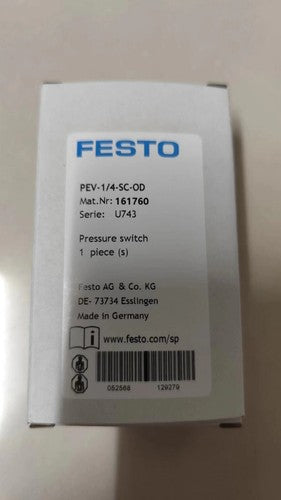 FESTO
PEV-1/4-SC-OD
Mat.Nr: 161760
Serie: U743
Pressure switch
1 piece (s)
Festo AG & Co. KG
DE- 73734 Esslingen
Made in Germany
www.festo.com/sp
052568 129279